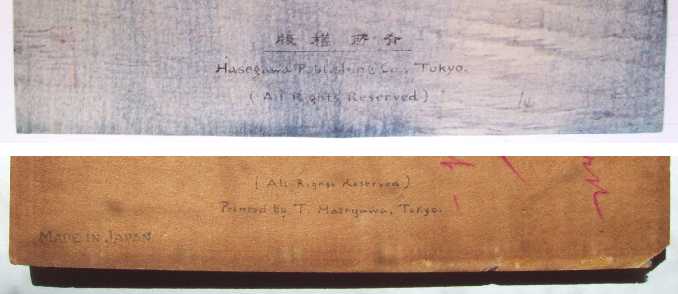 版 權 所 有
Hasegawa Publishing Co., Tokyo.
(All Rights Reserved)
(All Rights Reserved)
Printed by T. Hasegawa, Tokyo.
MADE IN JAPAN